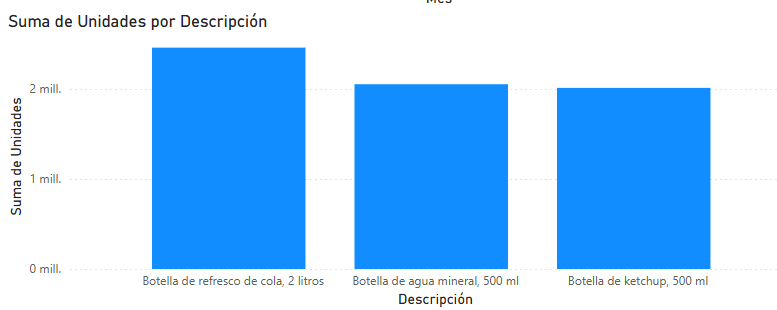 Mes
Suma de Unidades por Descripción
2 mill.
1 mill.
0 mill.
Suma de Unidades
Botella de refresco de cola, 2 litros
Botella de agua mineral, 500 ml
Botella de ketchup, 500 ml
Descripción